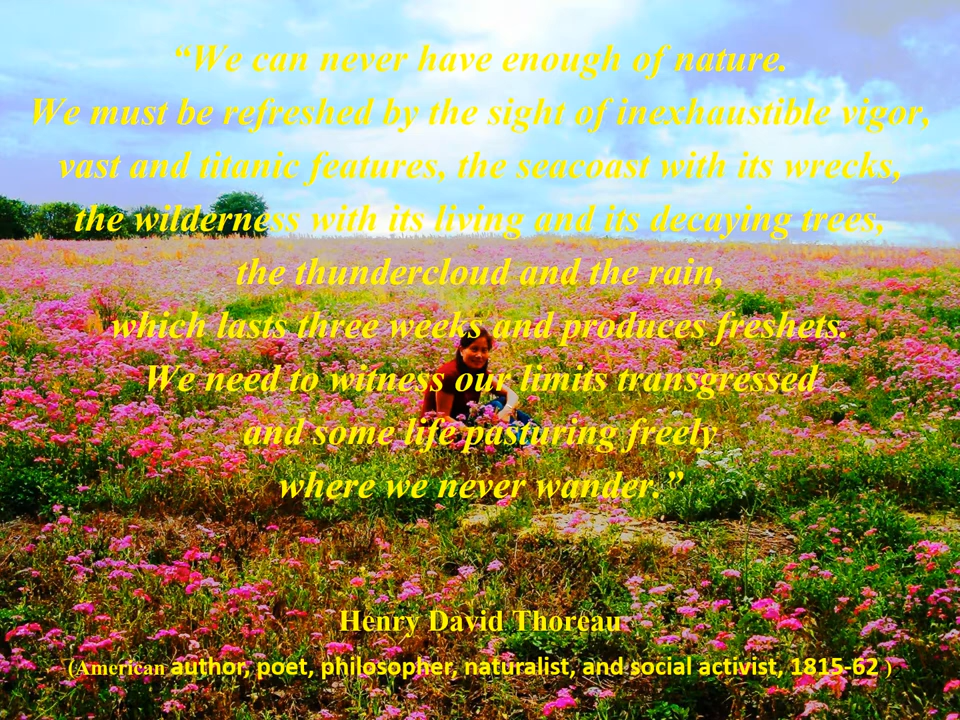 “We can never have enough of nature.
We must be refreshed by the sight of inexhaustible vigor,
vast and titanic features, the seacoast with its wrecks,
the wilderness with its living and its decaying trees,
the thundercloud and the rain,
which lasts three weeks and produces freshets.
We need to witness our limits transgressed
and some life pasturing freely
where we never wander.”
Henry David Thoreau
(American author, poet, philosopher, naturalist, and social activist, 1815-62 )